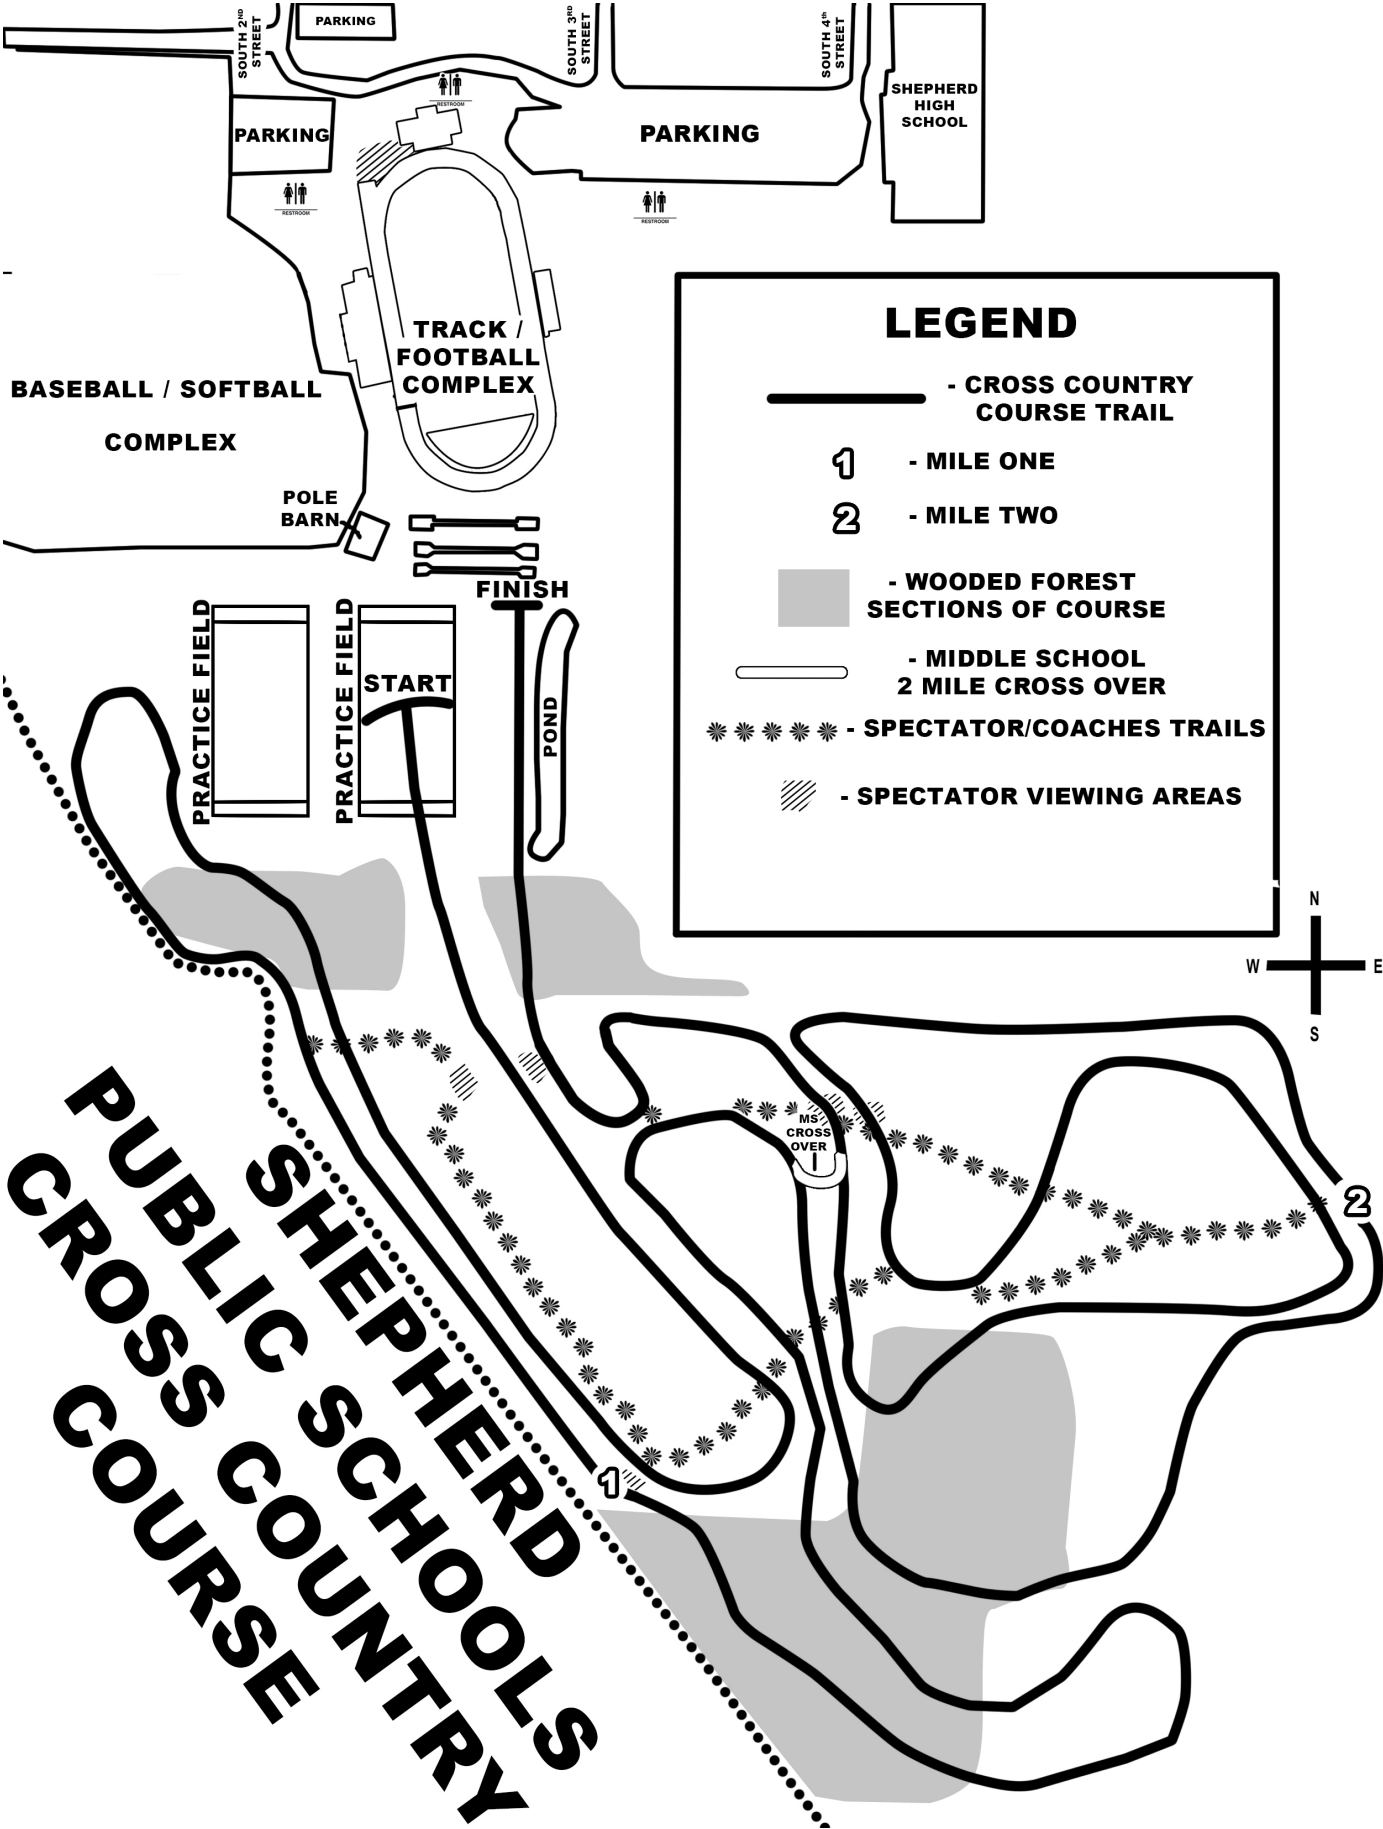 SOUTH 2ND
STREET
PARKING
SOUTH 3RD
STREET
SOUTH 4th
STREET
SHEPHERD
HIGH
SCHOOL
RESTROOM
PARKING
PARKING
RESTROOM
RESTROOM
TRACK /
FOOTBALL
COMPLEX
BASEBALL / SOFTBALL
COMPLEX
POLE
BARN
LEGEND
- CROSS COUNTRY
COURSE TRAIL
1 - MILE ONE
2 - MILE TWO
- WOODED FOREST
SECTIONS OF COURSE
- MIDDLE SCHOOL
2 MILE CROSS OVER
- SPECTATOR/COACHES TRAILS
- SPECTATOR VIEWING AREAS
FINISH
PRACTICE FIELD
PRACTICE FIELD
START
POND
N
W E
S
MS
CROSS
OVER
2
1
SHEPHERD
PUBLIC SCHOOLS
CROSS COUNTRY
COURSE